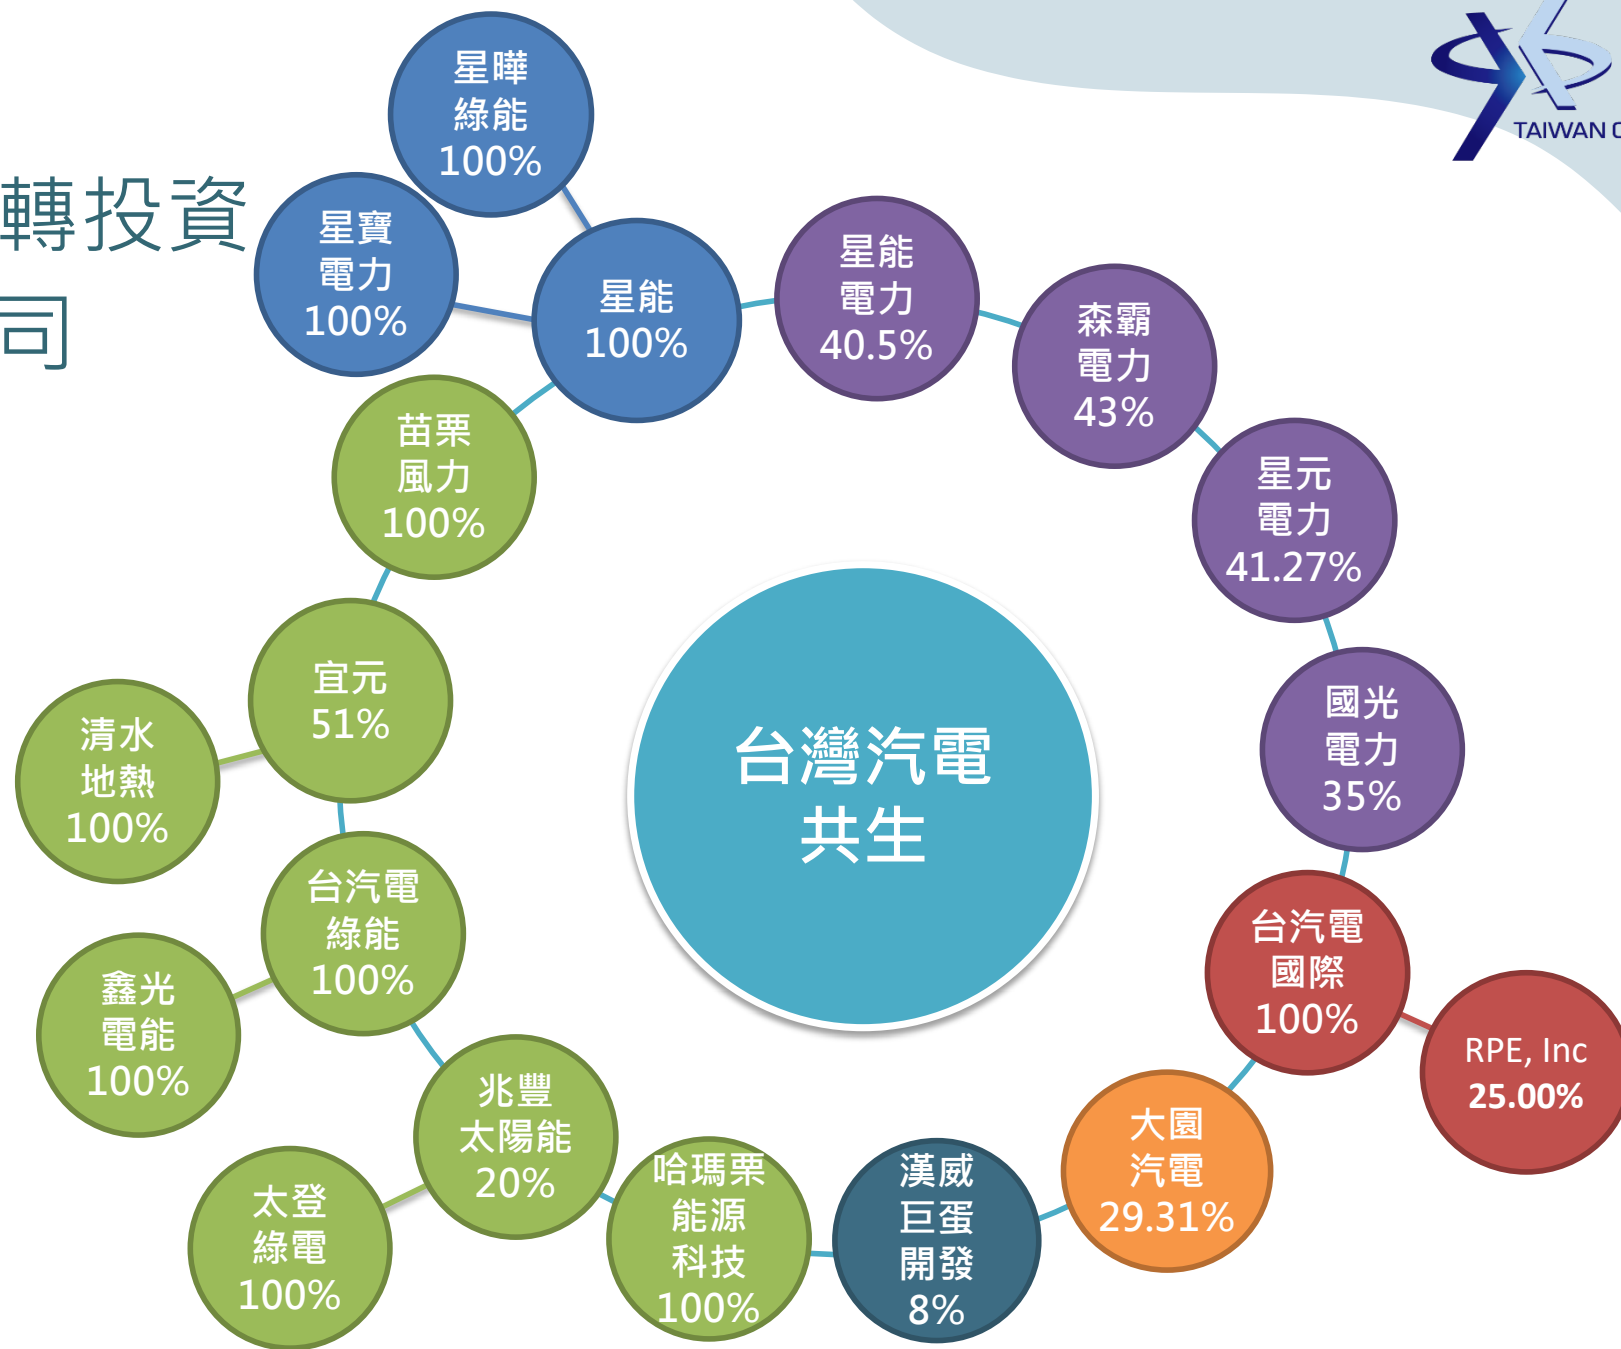 轉投資
司
TAIWAN
星曄
綠能
100%
星寶
電力
100%
星能
100%
星能
電力
40.5%
森霸
電力
43%
星元
電力
41.27%
國光
電力
35%
台汽電
國際
100%
RPE, Inc
25.00%
大園
汽電
29.31%
漢威
巨蛋
開發
8%
哈瑪栗
能源
科技
100%
兆豐
太陽能
20%
太登
綠電
100%
台汽電
綠能
100%
鑫光
電能
100%
宜元
51%
清水
地熱
100%
苗栗
風力
100%
台灣汽電
共生